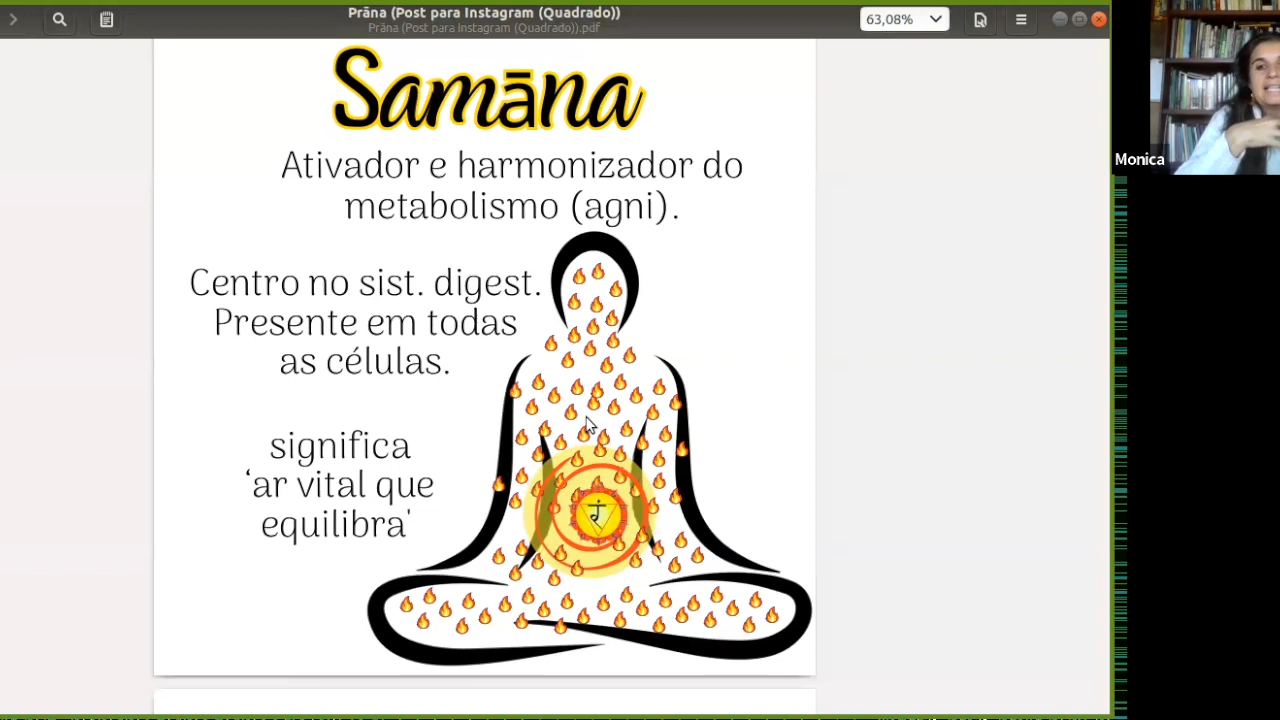 Prāna (Post para Instagram (Quadrado))
Prāna (Post para Instagram (Quadrado)).pdf
63,08%
Samāna
Ativador e harmonizador do
metabolismo (agni).
Centro no sist. digest.
Presente em todas
as células.
significa
‘ar vital que
equilibra
Monica